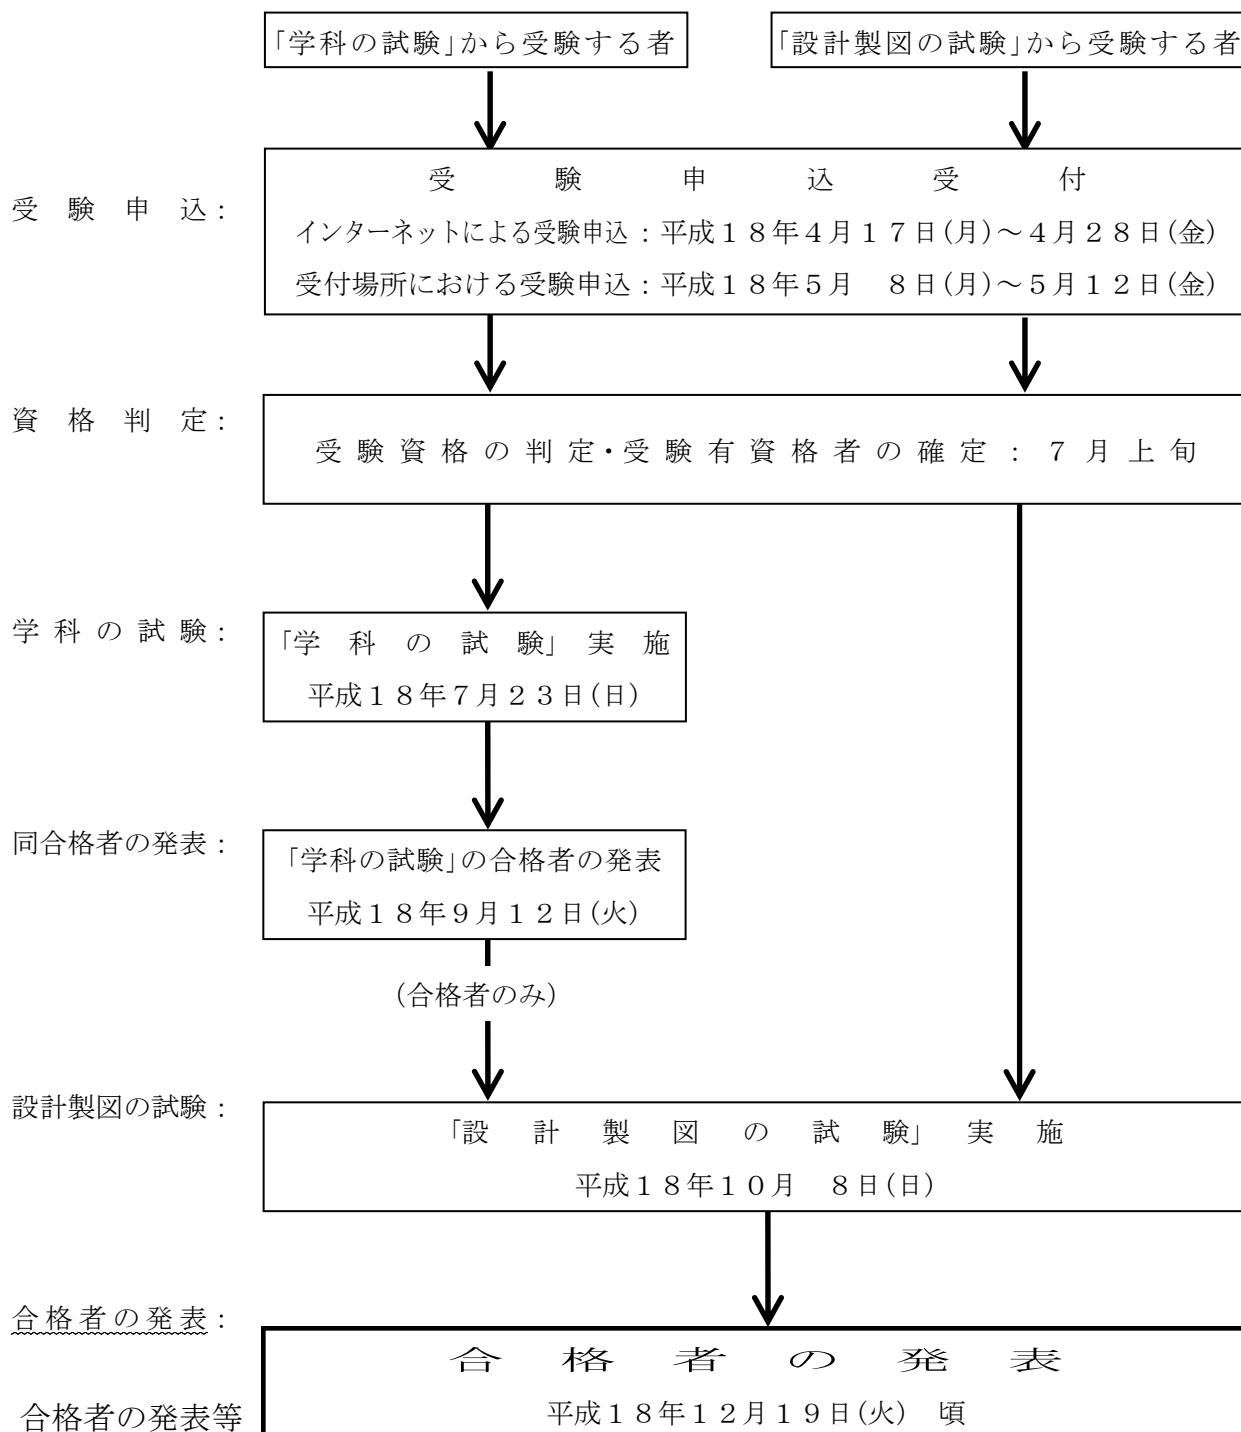 「学科の試験」から受験する者
「設計製図の試験」から受験する者
受験申込：
受験申込受付
インターネットによる受験申込：平成１８年４月１７日(月)～４月２８日(金)
受付場所における受験申込：平成１８年５月　８日(月)～５月１２日(金)
資格判定：
受験資格の判定・受験有資格者の確定：７月上旬
学科の試験：
「学科の試験」実施
平成１８年７月２３日(日)
同合格者の発表：
「学科の試験」の合格者の発表
平成１８年９月１２日(火)
(合格者のみ)
設計製図の試験：
「設計製図の試験」実施
平成１８年１０月　８日(日)
合格者の発表：
合格者の発表
平成１８年１２月１９日(火)　頃
合格者の発表等